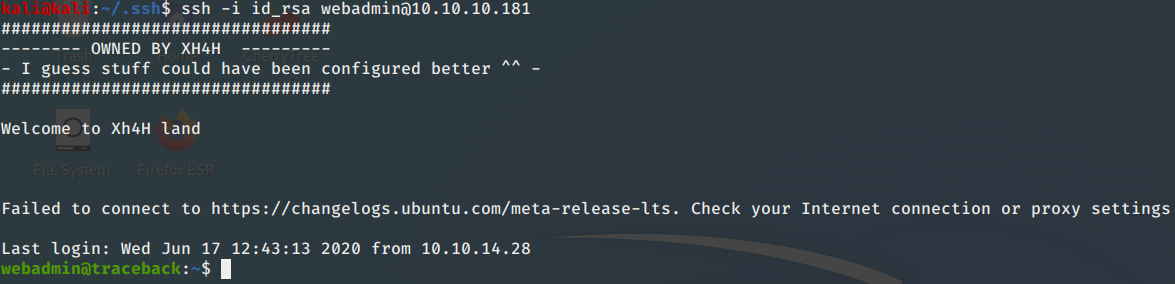 kali@kali:~/.ssh$ ssh -i id_rsa webadmin@10.10.10.181
#################################
-------- OWNED BY XH4H  ---------
- I guess stuff could have been configured better ^^ -
#################################
Trash Home CherryTree
Welcome to Xh4H land
File System Firefox ESR
Failed to connect to https://changelogs.ubuntu.com/meta-release-lts. Check your Internet connection or proxy settings
Last login: Wed Jun 17 12:43:13 2020 from 10.10.14.28
webadmin@traceback:~$